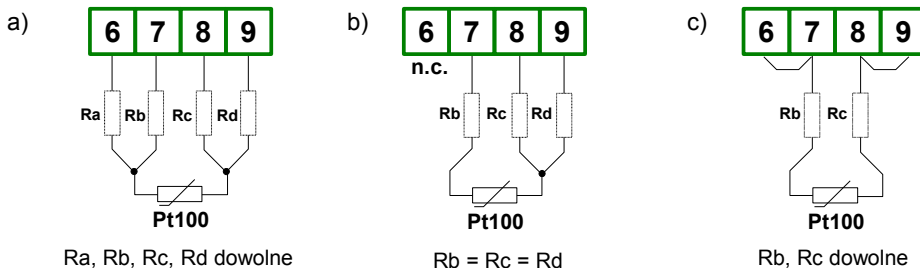 a)
6 7 8 9
Ra Rb Rc Rd
Pt100
Ra, Rb, Rc, Rd dowolne
b)
6 7 8 9
n.c.
Rb Rc Rd
Pt100
Rb = Rc = Rd
c)
6 7 8 9
Rb Rc
Pt100
Rb, Rc dowolne